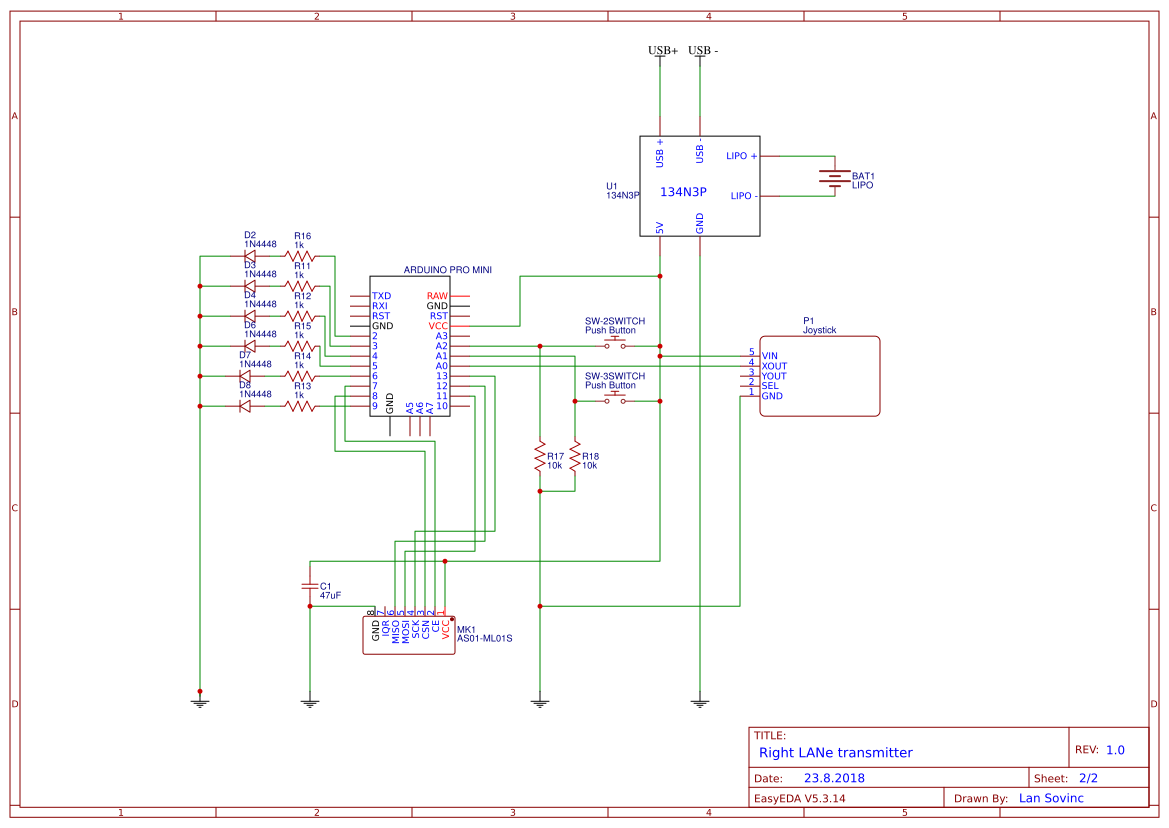 1 2 3 4 5
A A
B B
C C
D D
USB+ USB -
USB + USB -
LIPO +
LIPO -
134N3P
5V GND
U1
134N3P
BAT1
LIPO
D2
1N4448
R16
1k
D3
1N4448
R11
1k
D4
1N4448
R12
1k
D6
1N4448
R15
1k
D7
1N4448
R14
1k
D8
1N4448
R13
1k
ARDUINO PRO MINI
TXD RAW
RXI GND
RST RST
GND VCC
2 A3
3 A2
4 A1
5 A0
6 13
7 12
8 11
9 10
GND A5 A6 A7
SW-2SWITCH
Push Button
SW-3SWITCH
Push Button
P1
Joystick
5 VIN
4 XOUT
3 YOUT
2 SEL
1 GND
R17
10k
R18
10k
C1
47uF
8 7 6 5 4 3 2 1
GND IQR MISO MOSI SCK CSN CE VCC
MK1
AS01-ML01S
TITLE:
Right LANe transmitter
REV: 1.0
Date: 23.8.2018
Sheet: 2/2
EasyEDA V5.3.14
Drawn By: Lan Sovinc
1 2 3 4 5